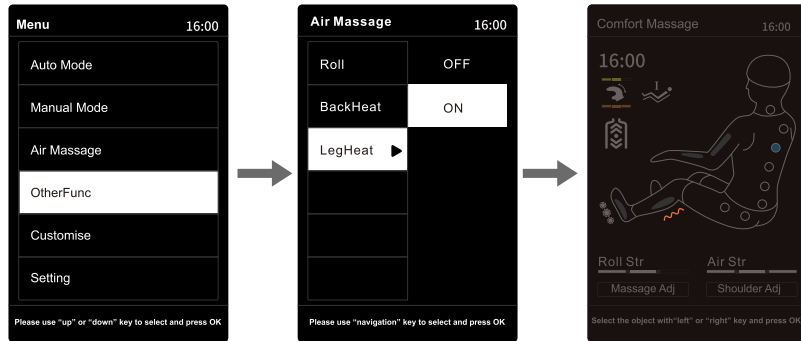 Menu 16:00
Auto Mode
Manual Mode
Air Massage
OtherFunc
Customise
Setting
Please use “up” or “down” key to select and press OK
Air Massage 16:00
Roll OFF
BackHeat ON
LegHeat
Please use “navigation” key to select and press OK
Comfort Massage 16:00
16:00
I
Roll Str Air Str
Massage Adj Shoulder Adj
Select the object with“left” or “right” key and press OK